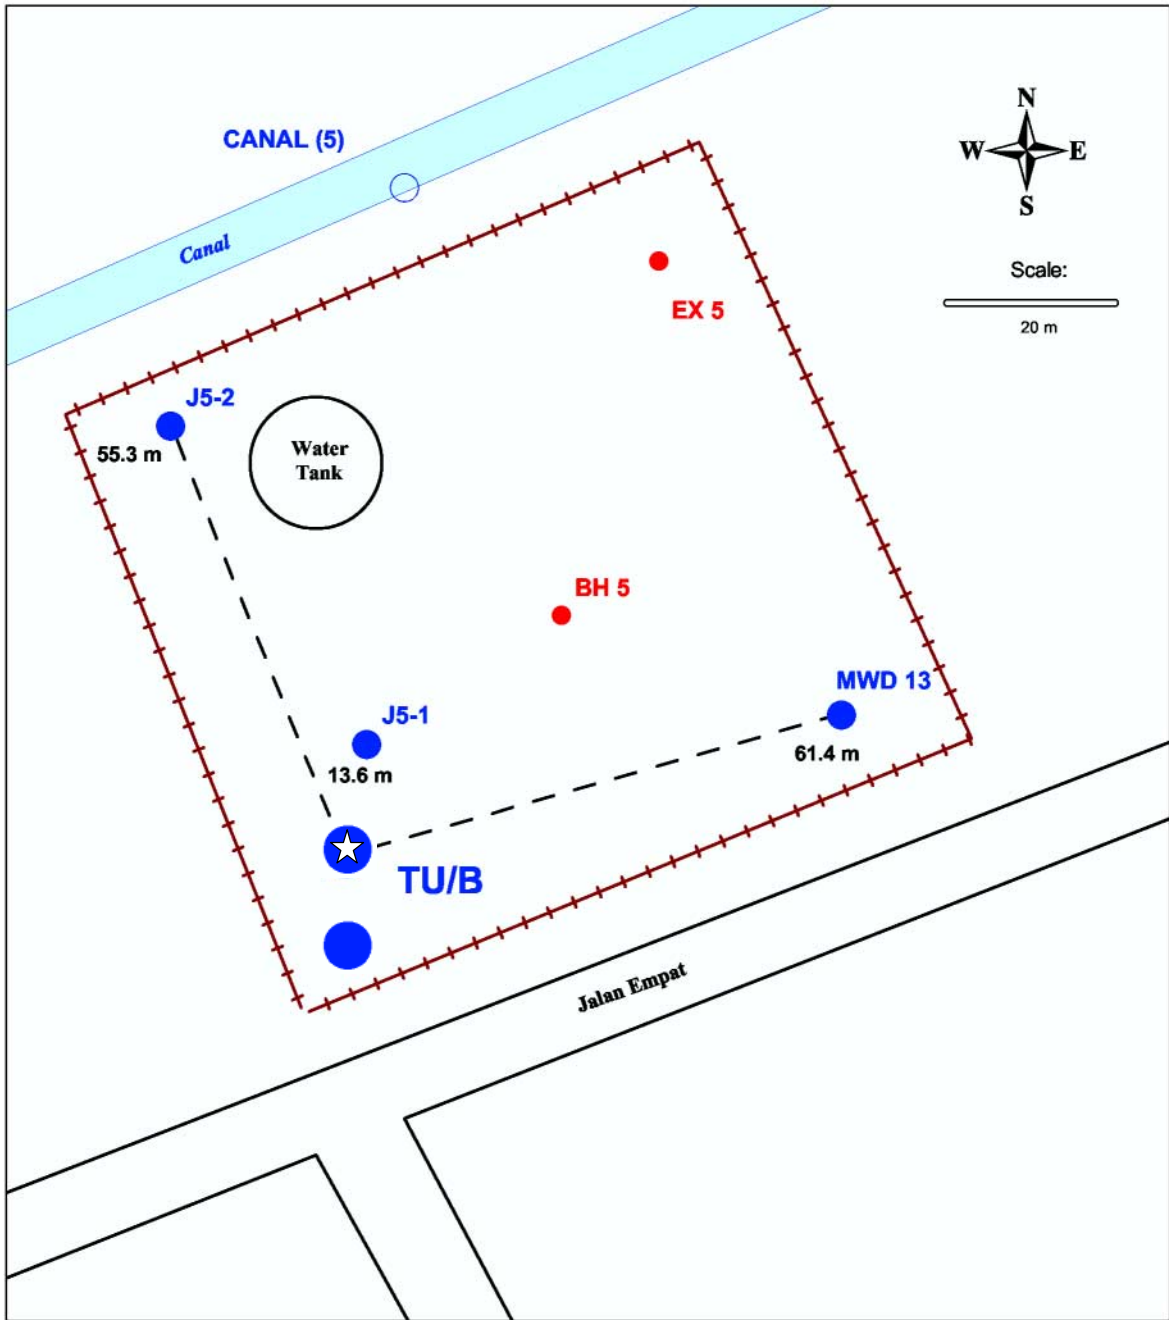 N
CANAL (5)
W
E
S
Canal
Scale:
EX 5
20 m
J5-2
55.3 m
Water
Tank
BH 5
MWD 13
J5-1
61.4 m
13.6 m
TU/B
Jalan Empat